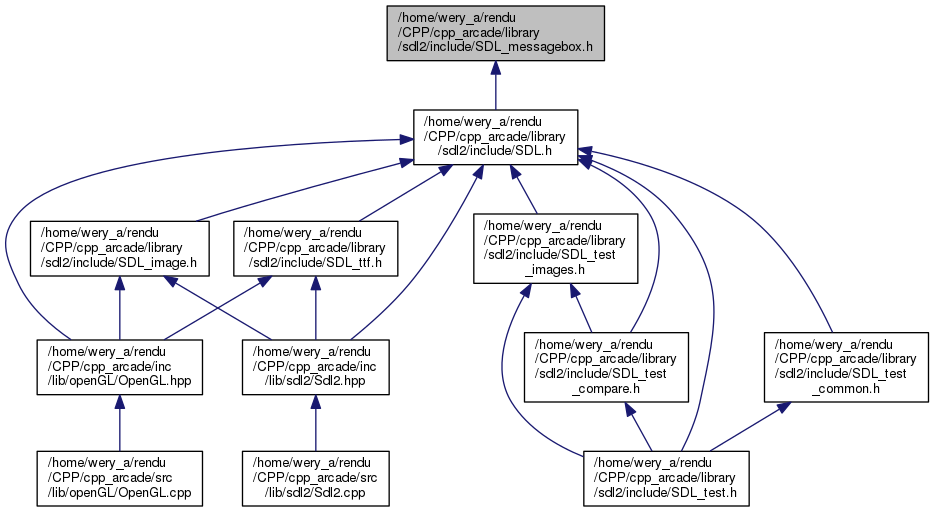 /home/wery_a/rendu
/CPP/cpp_arcade/library
/sdl2/include/SDL_messagebox.h
/home/wery_a/rendu
/CPP/cpp_arcade/library
/sdl2/include/SDL.h
/home/wery_a/rendu
/CPP/cpp_arcade/library
/sdl2/include/SDL_image.h
/home/wery_a/rendu
/CPP/cpp_arcade/library
/sdl2/include/SDL_ttf.h
/home/wery_a/rendu
/CPP/cpp_arcade/library
/sdl2/include/SDL_test
_images.h
/home/wery_a/rendu
/CPP/cpp_arcade/inc
/lib/openGL/OpenGL.hpp
/home/wery_a/rendu
/CPP/cpp_arcade/inc
/lib/sdl2/Sdl2.hpp
/home/wery_a/rendu
/CPP/cpp_arcade/library
/sdl2/include/SDL_test
_compare.h
/home/wery_a/rendu
/CPP/cpp_arcade/library
/sdl2/include/SDL_test
_common.h
/home/wery_a/rendu
/CPP/cpp_arcade/src
/lib/openGL/OpenGL.cpp
/home/wery_a/rendu
/CPP/cpp_arcade/src
/lib/sdl2/Sdl2.cpp
/home/wery_a/rendu
/CPP/cpp_arcade/library
/sdl2/include/SDL_test.h